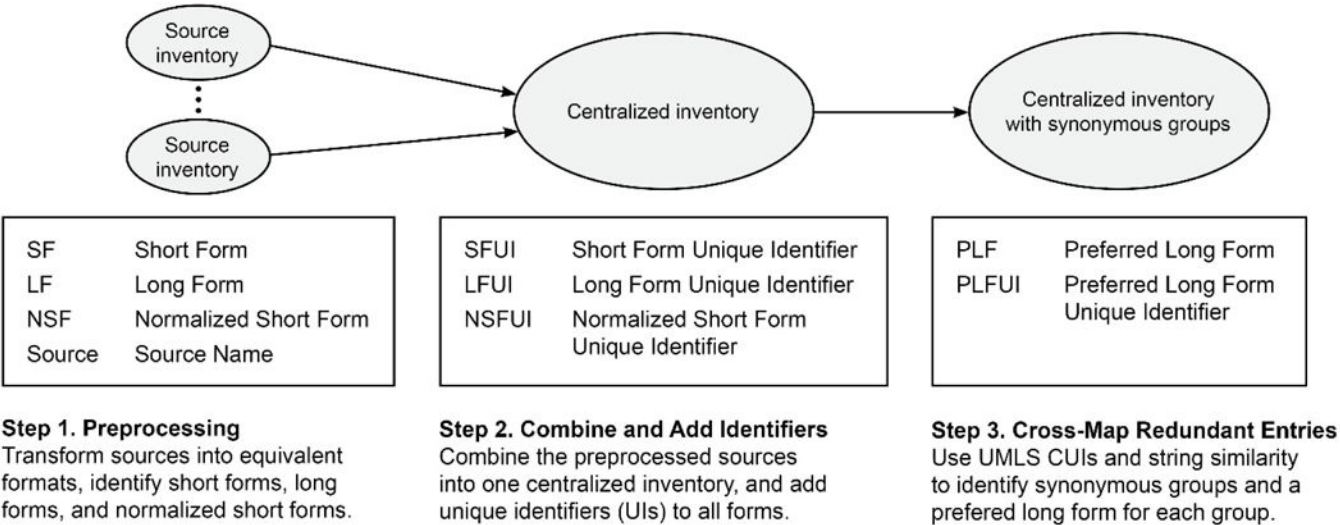 Source
inventory
Source
inventory
Centralized inventory
Centralized inventory
with synonymous groups
SF Short Form
LF Long Form
NSF Normalized Short Form
Source Source Name
SFUI Short Form Unique Identifier
LFUI Long Form Unique Identifier
NSFUI Normalized Short Form
Unique Identifier
PLF Preferred Long Form
PLFUI Preferred Long Form
Unique Identifier
Step 1. Preprocessing
Transform sources into equivalent
formats, identify short forms, long
forms, and normalized short forms.
Step 2. Combine and Add Identifiers
Combine the preprocessed sources
into one centralized inventory, and add
unique identifiers (UIs) to all forms.
Step 3. Cross-Map Redundant Entries
Use UMLS CUIs and string similarity
to identify synonymous groups and a
prefered long form for each group.